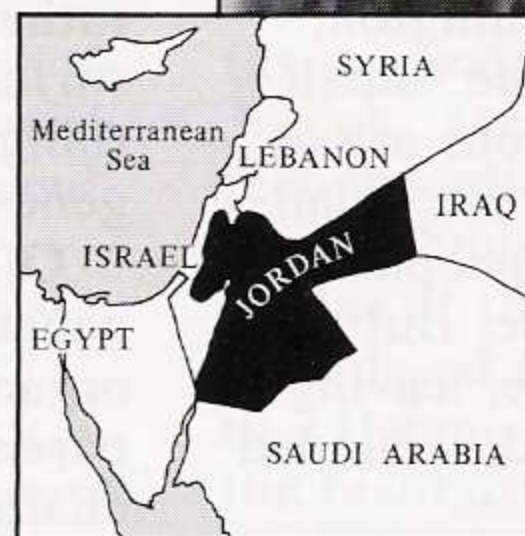 SYRIA
Mediterranean
Sea
LEBANON
IRAQ
ISRAEL
JORDAN
EGYPT
SAUDI ARABIA